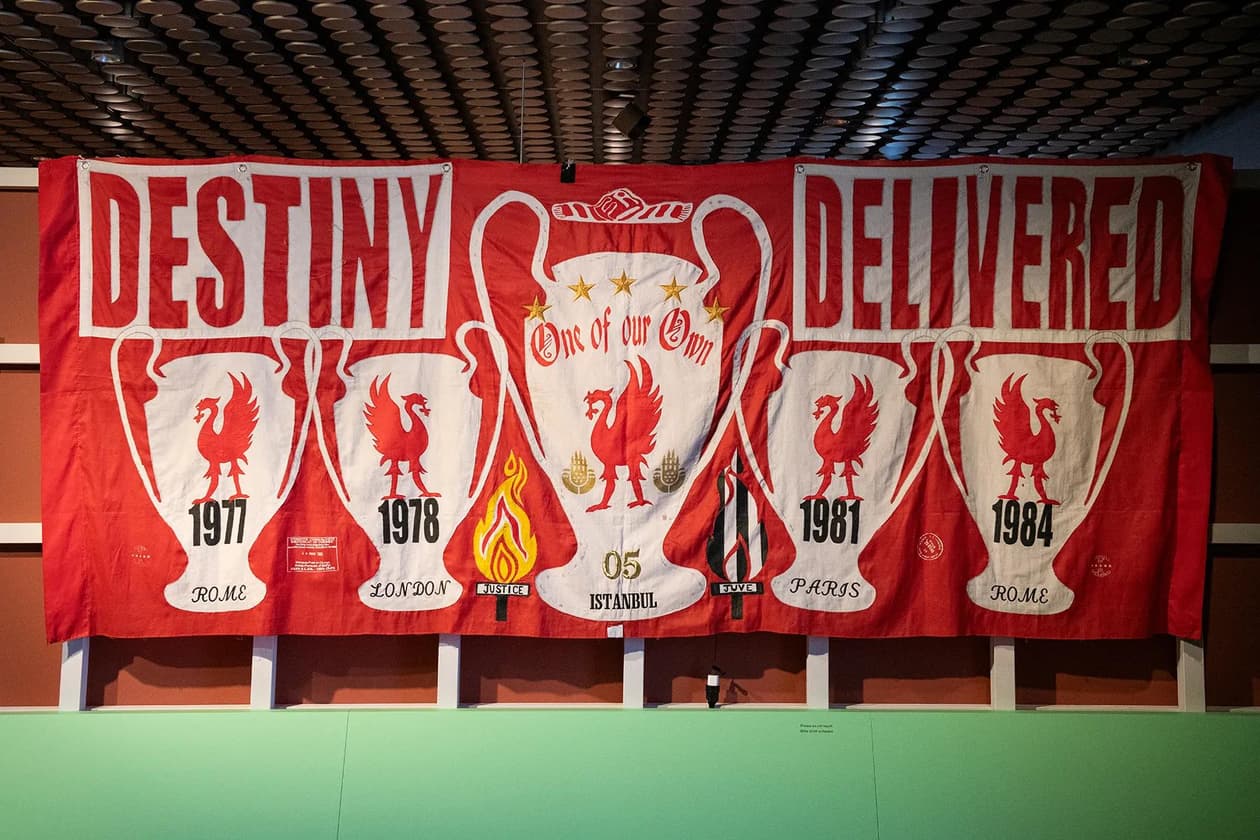 DESTINY
DELIVERED
One of our Own
1977
ROME
1978
LONDON
JUSTICE
05
ISTANBUL
JUVE
1981
PARIS
1984
ROME